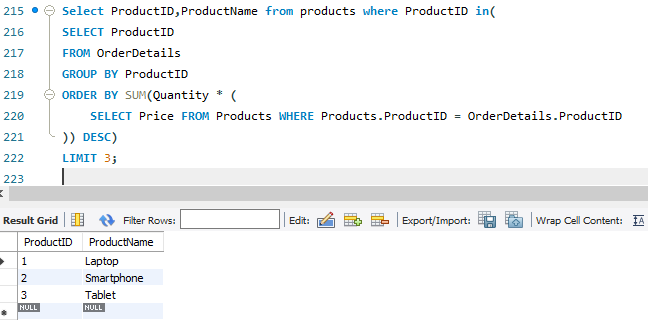 215 Select ProductID,ProductName from products where ProductID in(
216 SELECT ProductID
217 FROM OrderDetails
218 GROUP BY ProductID
219 ORDER BY SUM(Quantity * (
220 SELECT Price FROM Products WHERE Products.ProductID = OrderDetails.ProductID
221 )) DESC)
222 LIMIT 3;
223
Result Grid Filter Rows: Edit: Export/Import: Wrap Cell Content:
ProductID ProductName
1 Laptop
2 Smartphone
3 Tablet
NULL NULL